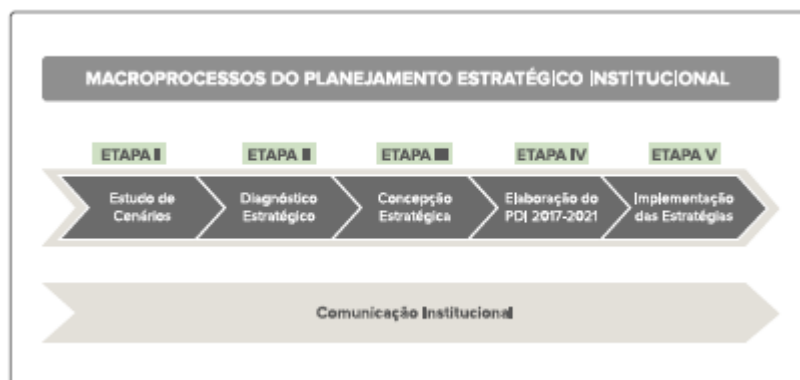 MACROPROCESSOS DO PLANEJAMENTO ESTRATÉGICO INSTITUCIONAL
ETAPA I
ETAPA II
ETAPA III
ETAPA IV
ETAPA V
Estudo de
Cenários
Diagnóstico
Estratégico
Concepção
Estratégica
Elaboração do
PDI 2017-2021
Implementação
das Estratégias
Comunicação Institucional